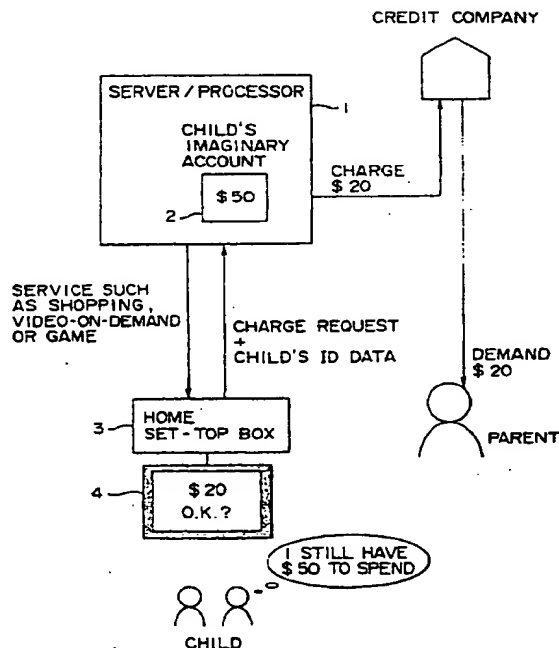 CREDIT COMPANY
SERVER/PROCESSOR
1
CHILD'S
IMAGINARY
ACCOUNT
$50
2
CHARGE
$20
SERVICE SUCH
AS SHOPPING,
VIDEO-ON-DEMAND
OR GAME
CHARGE REQUEST
+
CHILD'S ID DATA
DEMAND
$20
PARENT
3
HOME
SET-TOP BOX
4
$20
O.K.?
I STILL HAVE
$50 TO SPEND
CHILD